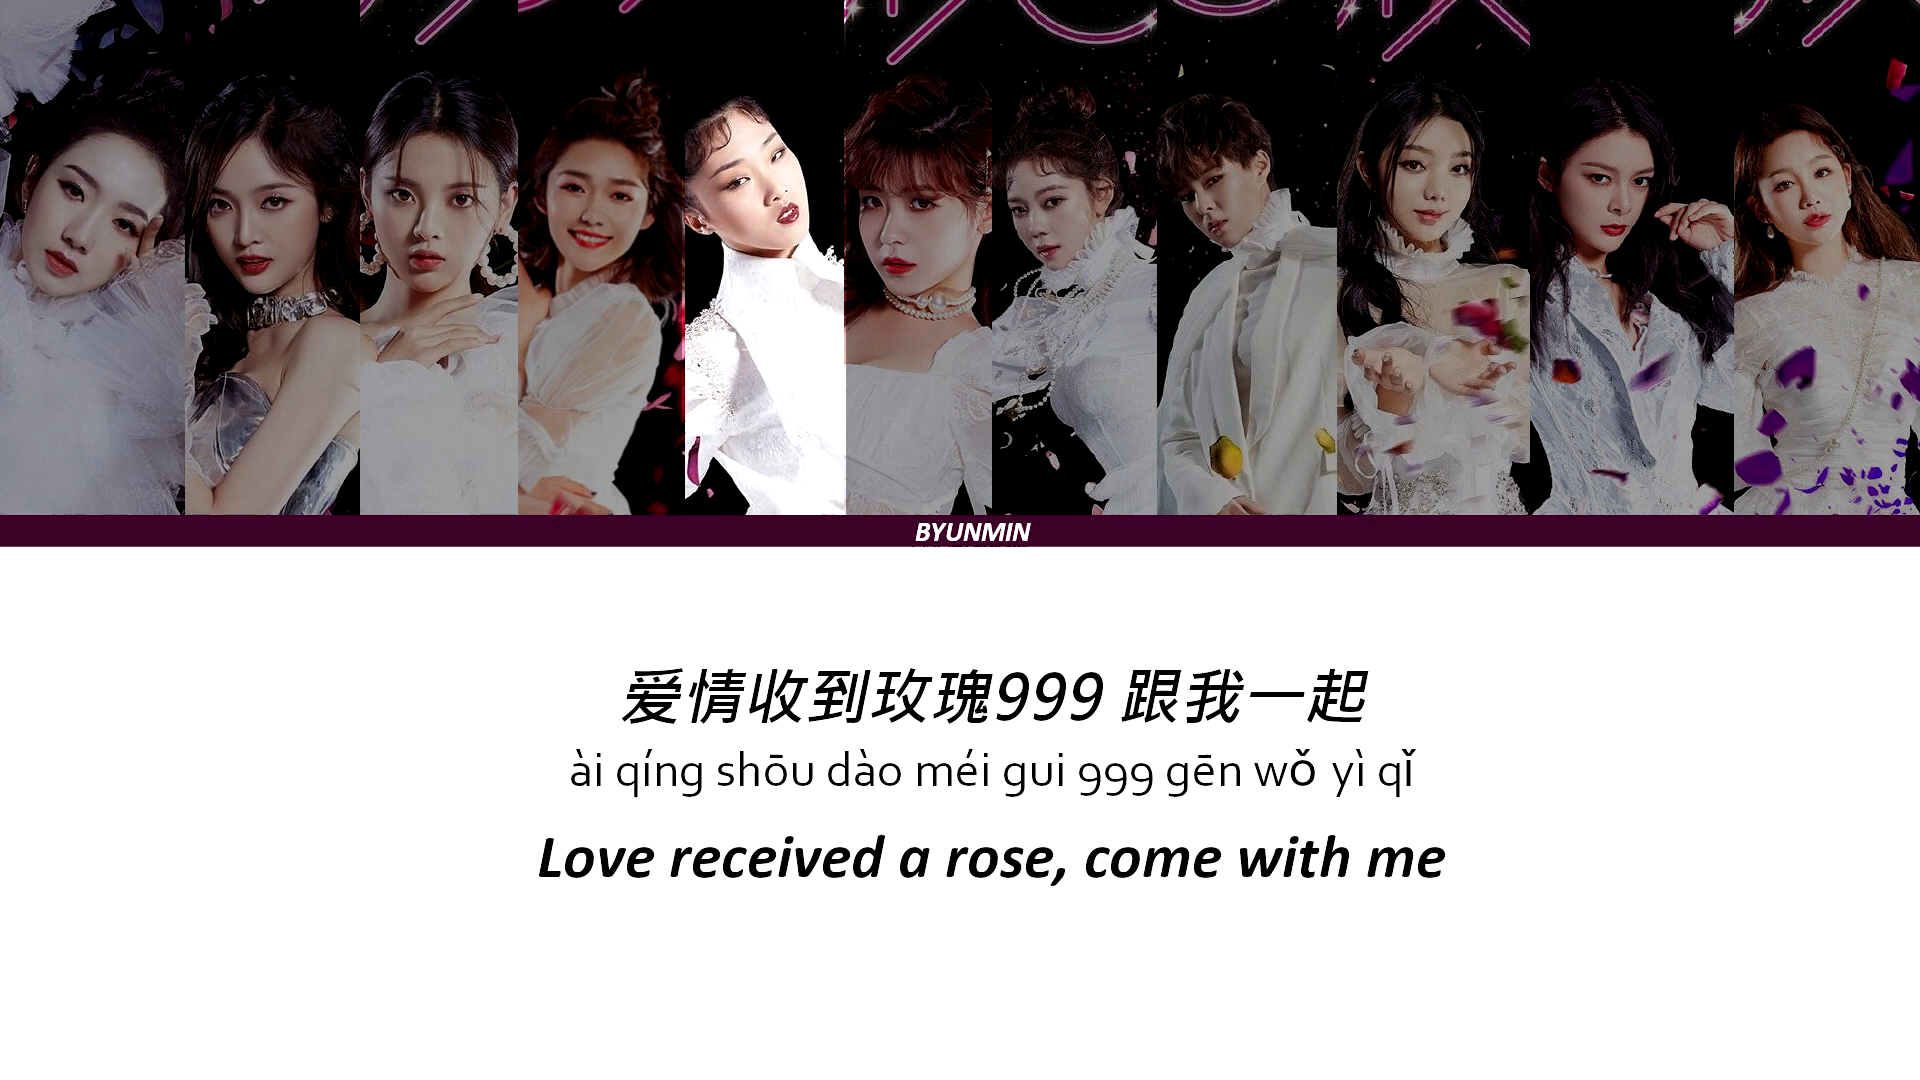 BYUNMIN
爱情收到玫瑰999 跟我一起
ài qíng shōu dào méi gui 999 gēn wǒ yì qǐ
Love received a rose, come with me